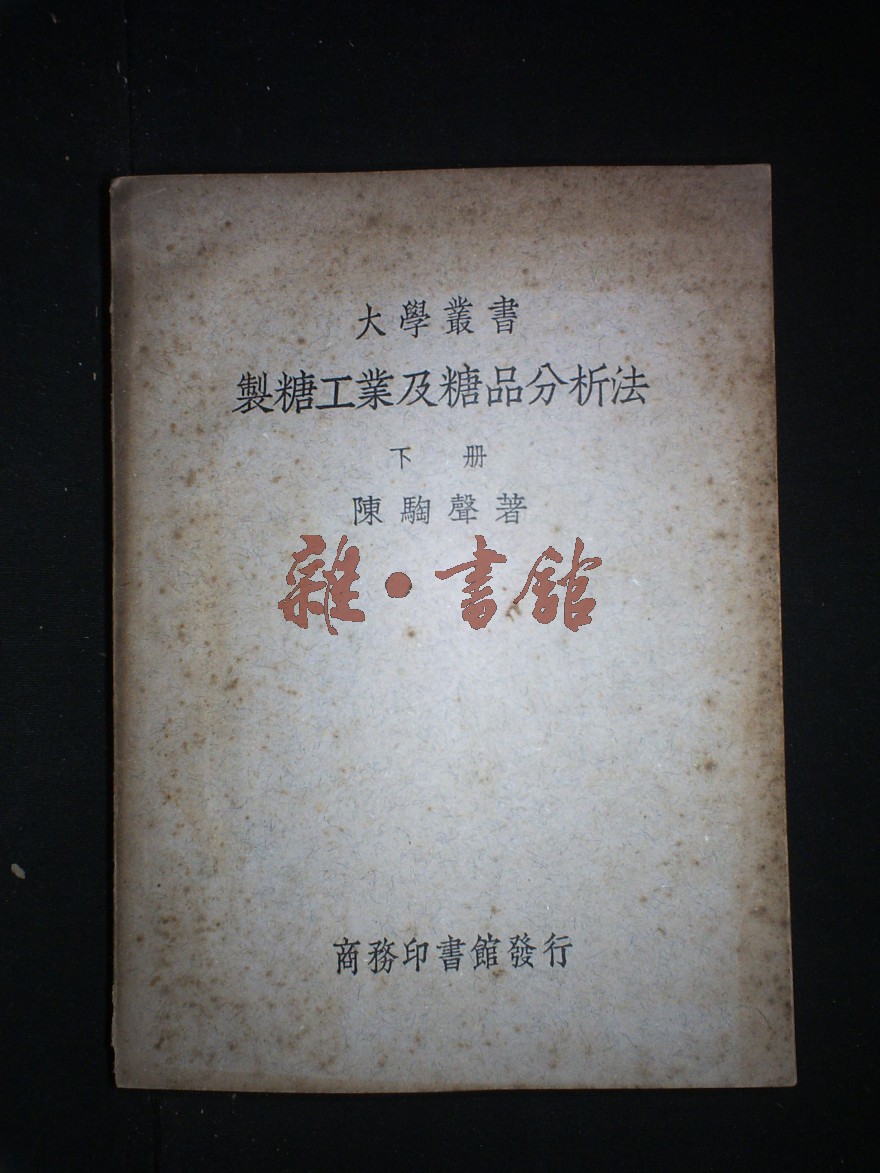 大學叢書
製糖工業及糖品分析法
下册
陳騊聲著
雜·書館
商務印書館發行